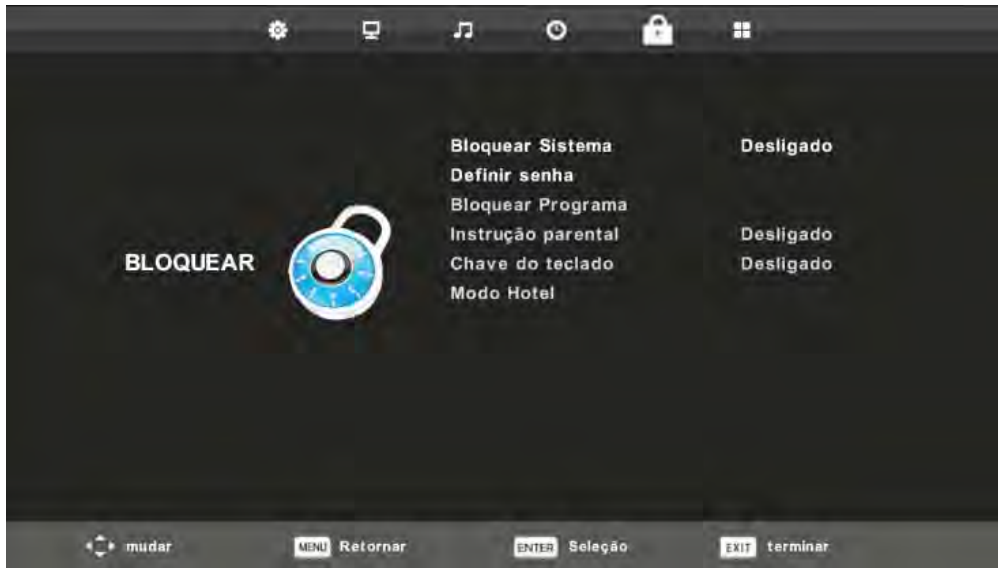 Bloquear Sistema Desligado
Definir senha
Bloquear Programa
Instrução parental Desligado
BLOQUEAR
Chave do teclado Desligado
Modo Hotel
mudar MENU Retornar ENTER Seleção EXIT terminar